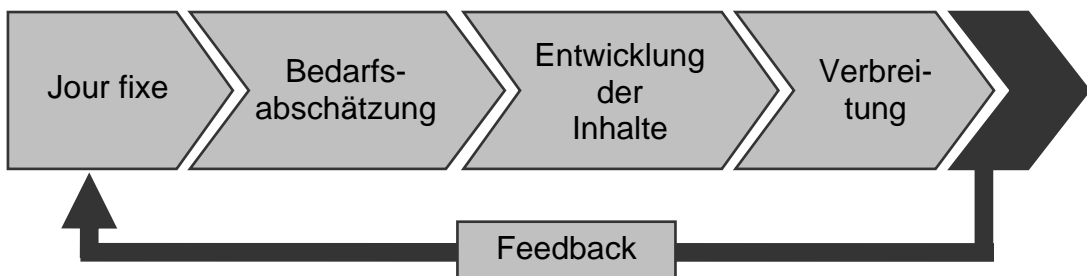 Jour fixe
Bedarfs-
abschätzung
Entwicklung
der
Inhalte
Verbrei-
tung
Feedback